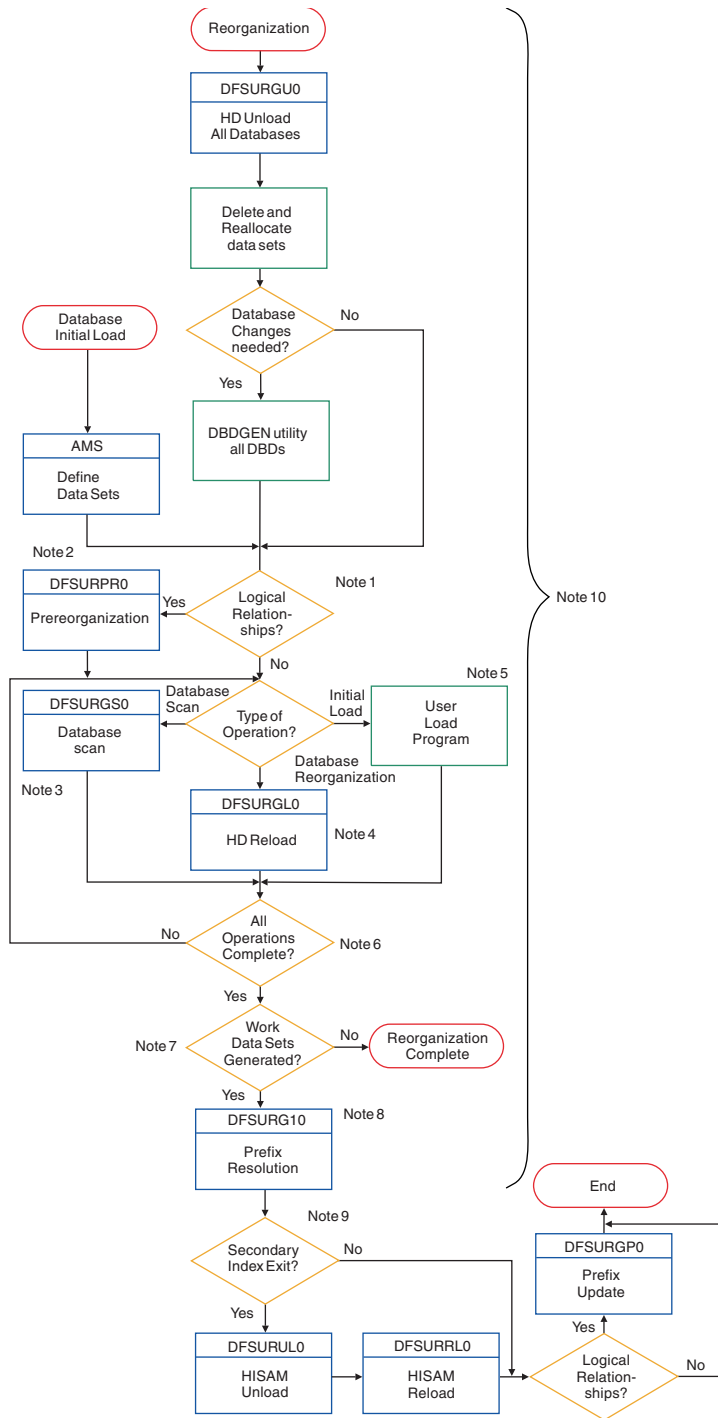 Reorganization
DFSURGU0
HD Unload
All Databases
Delete and
Reallocate
data sets
Database
Initial Load
Database
Changes
needed?
No
Yes
AMS
Define
Data Sets
DBDGEN utility
all DBDs
Note 2
DFSURPR0
Prereorganization
Yes
Logical
Relation-
ships?
Note 1
Note 10
No
DFSURGS0
Database
scan
Note 3
Database
Scan
Type of
Operation?
Initial
Load
Note 5
User
Load
Program
Database
Reorganization
DFSURGL0
HD Reload
Note 4
No
All
Operations
Complete?
Note 6
Yes
Note 7
Work
Data Sets
Generated?
No
Reorganization
Complete
Yes
DFSURG10
Prefix
Resolution
Note 8
End
Note 9
Secondary
Index Exit?
No
DFSURGP0
Prefix
Update
Yes
Yes
DFSURUL0
HISAM
Unload
DFSURRL0
HISAM
Reload
Logical
Relation-
ships?
No